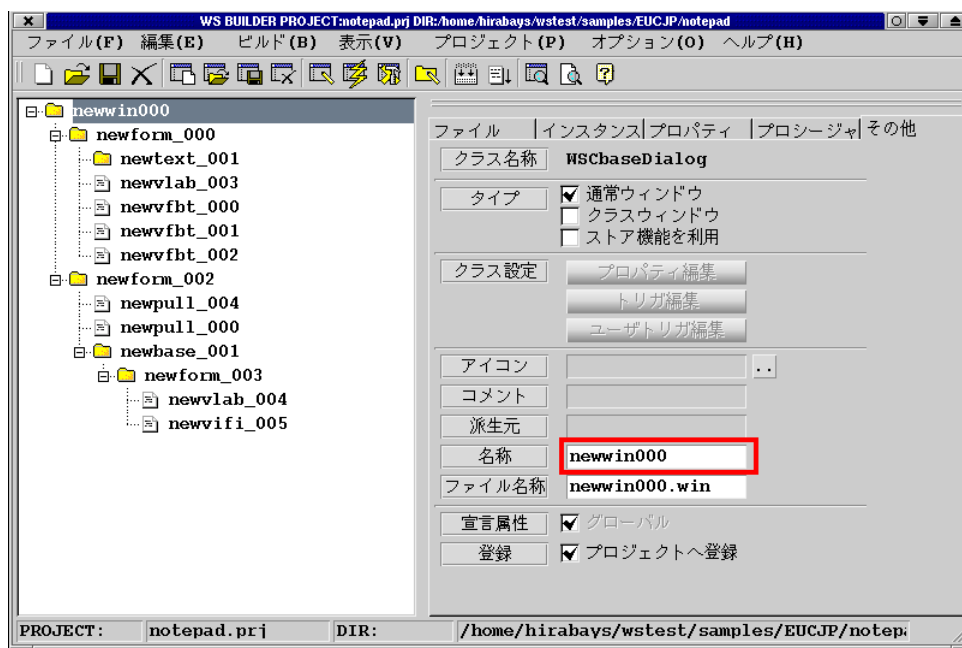 WS BUILDER PROJECT:notepad.prj DIR:/home/hirabays/wstest/samples/EUCJP/notepad
ファイル(F) 編集(E) ビルド(B) 表示(V) プロジェクト(P) オプション(O) ヘルプ(H)
newwin000
newform_000
newtext_001
newvlab_003
newvfbt_000
newvfbt_001
newvfbt_002
newform_002
newpull_004
newpull_000
newbase_001
newform_003
newvlab_004
newvifi_005
ファイル インスタンス プロパティ プロシージャ その他
クラス名称 WSCbaseDialog
タイプ 通常ウィンドウ
クラスウィンドウ
ストア機能を利用
クラス設定 プロパティ編集
トリガ編集
ユーザトリガ編集
アイコン ..
コメント
派生元
名称 newwin000
ファイル名称 newwin000.win
宣言属性 グローバル
登録 プロジェクトへ登録
PROJECT: notepad.prj DIR: /home/hirabays/wstest/samples/EUCJP/notep